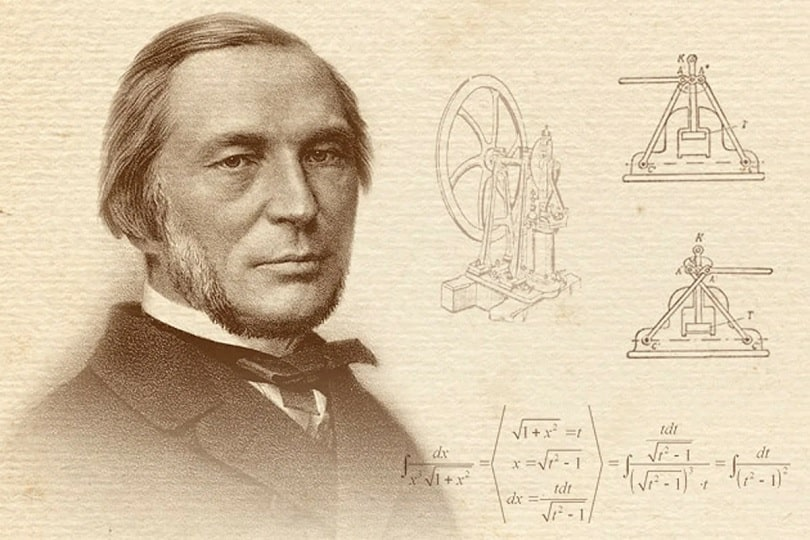 K
A A'
T
C
K
A A'
T
C C'
∫ dx / (x³√(1+x²)) = ⟨ √(1+x²) = t
x = √(t²−1)
dx = tdt / √(t²−1) ⟩ = ∫ (tdt / √(t²−1)) / ((√(t²−1))³ · t) = ∫ dt / (t²−1)²